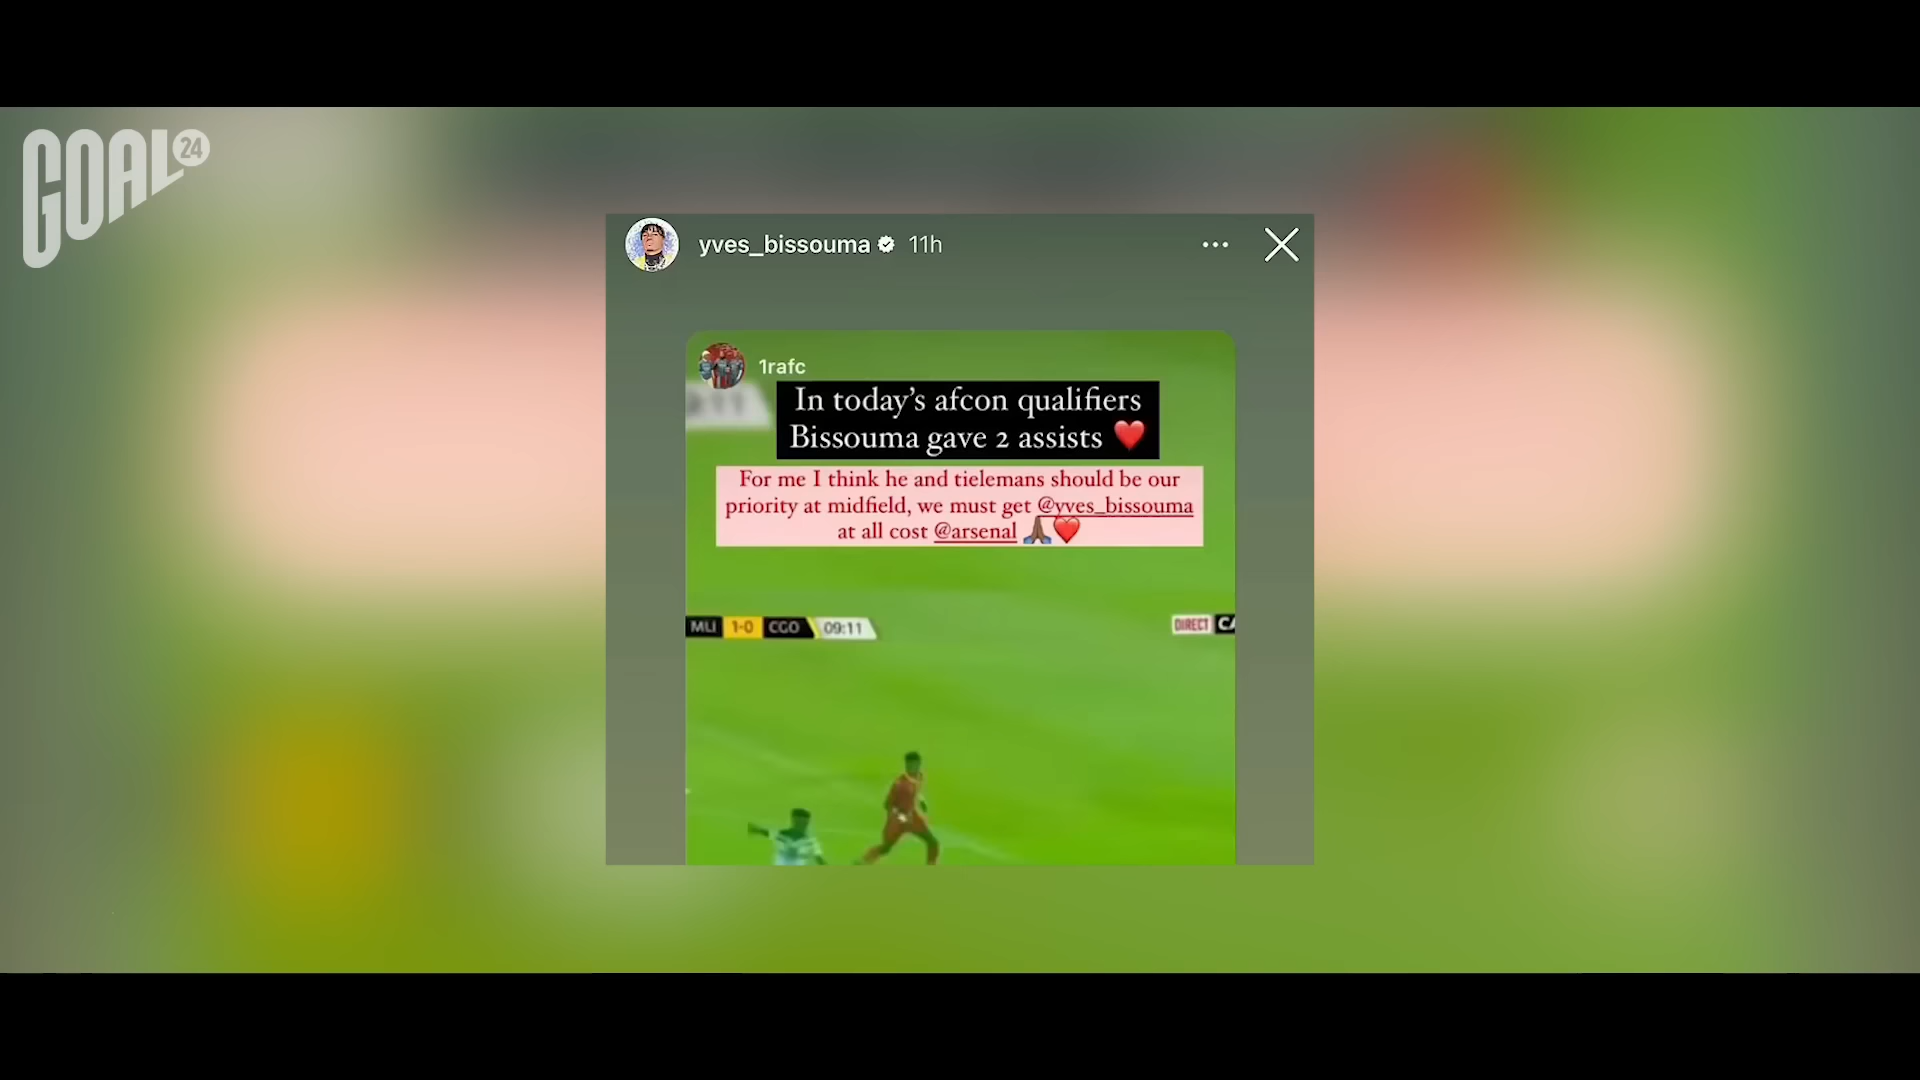 GOAL24
yves_bissouma 11h
1rafc
In today's afcon qualifiers
Bissouma gave 2 assists ❤️
For me I think he and tielemans should be our
priority at midfield, we must get @yves_bissouma
at all cost @arsenal 🙏🏾❤️
MLI 1-0 CGO 09:11
DIRECT CA